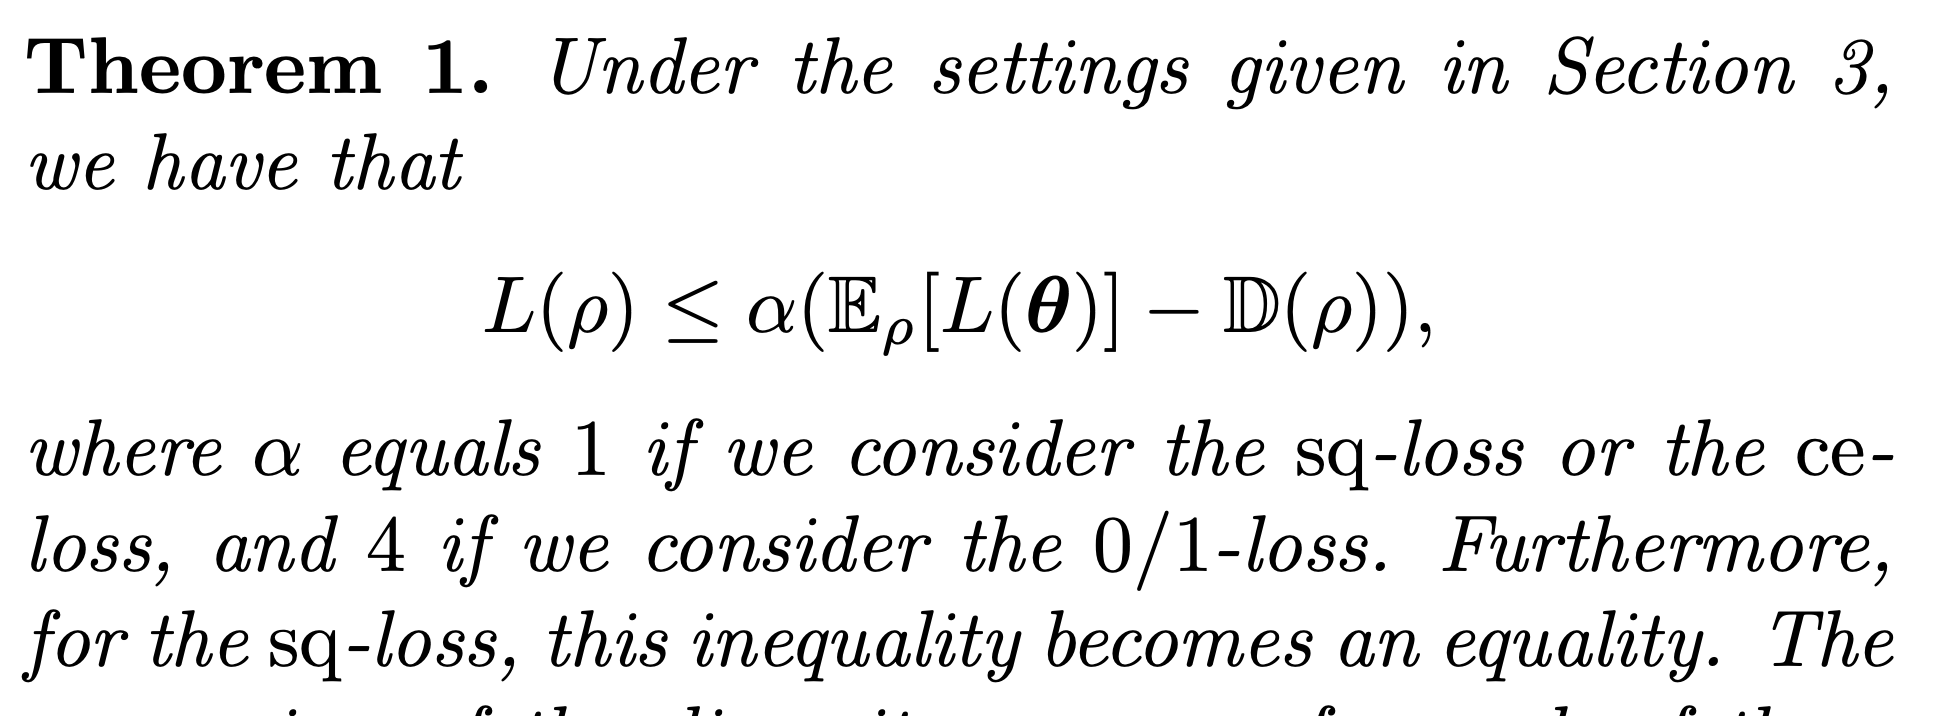 Theorem 1. Under the settings given in Section 3,
we have that
L(ρ) ≤ α(𝔼ρ[L(θ)] − 𝔻(ρ)),
where α equals 1 if we consider the sq-loss or the ce-
loss, and 4 if we consider the 0/1-loss. Furthermore,
for the sq-loss, this inequality becomes an equality. The